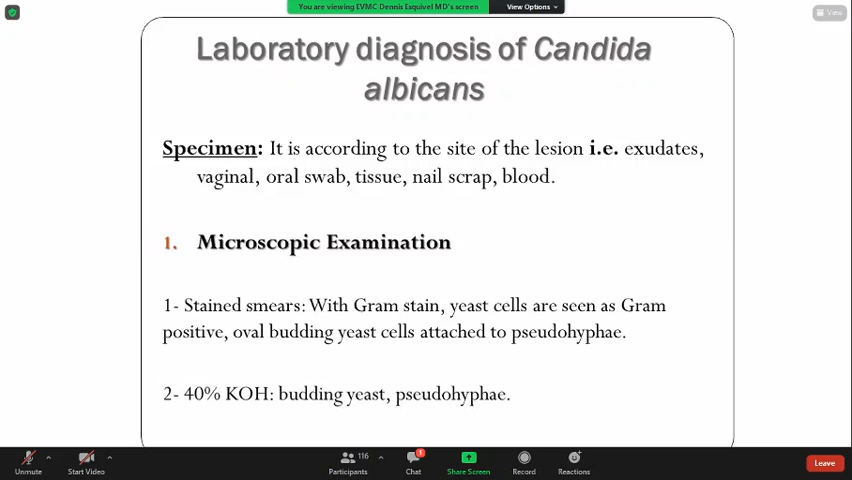 You are viewing EVMC Dennis Esquivel MD's screen
View Options
View
Laboratory diagnosis of Candida
albicans
Specimen: It is according to the site of the lesion i.e. exudates,
vaginal, oral swab, tissue, nail scrap, blood.
1. Microscopic Examination
1- Stained smears: With Gram stain, yeast cells are seen as Gram
positive, oval budding yeast cells attached to pseudohyphae.
2- 40% KOH: budding yeast, pseudohyphae.
116
1
Unmute
Start Video
Participants
Chat
Share Screen
Record
Reactions
Leave